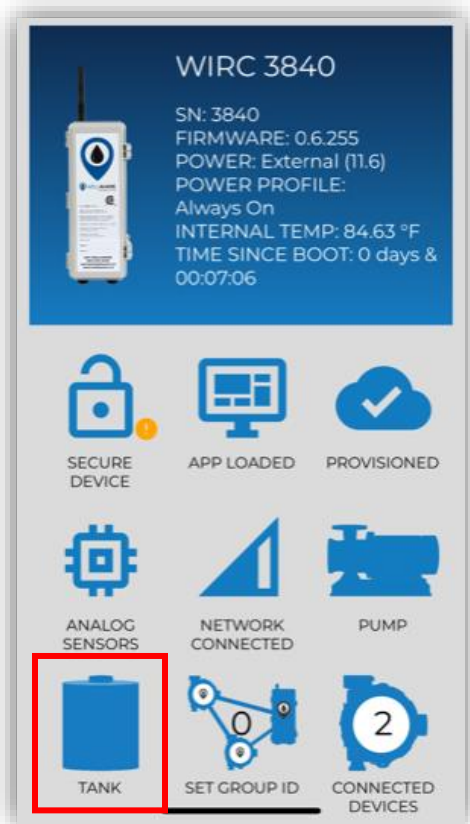 WIRC 3840
SN: 3840
FIRMWARE: 0.6.255
POWER: External (11.6)
POWER PROFILE:
Always On
INTERNAL TEMP: 84.63 °F
TIME SINCE BOOT: 0 days &
00:07:06
!
SECURE
DEVICE
APP LOADED
PROVISIONED
ANALOG
SENSORS
NETWORK
CONNECTED
PUMP
TANK
0
SET GROUP ID
2
CONNECTED
DEVICES